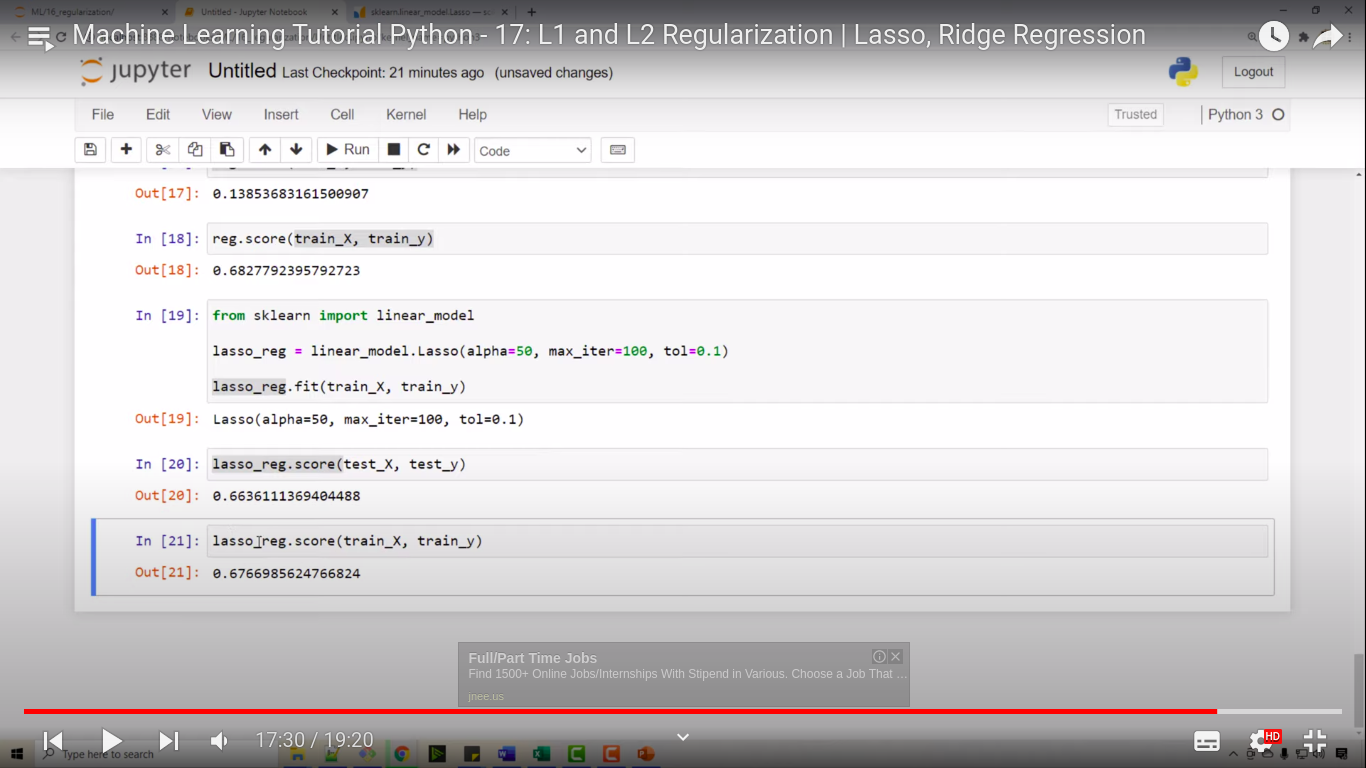 ML/16_regularization/
Untitled - Jupyter Notebook
sklearn.linear_model.Lasso — sc
Machine Learning Tutorial Python - 17: L1 and L2 Regularization | Lasso, Ridge Regression
jupyter Untitled Last Checkpoint: 21 minutes ago (unsaved changes)
Logout
File Edit View Insert Cell Kernel Help
Trusted
Python 3
Run
Code
Out[17]: 0.13853683161500907
In [18]: reg.score(train_X, train_y)
Out[18]: 0.6827792395792723
In [19]: from sklearn import linear_model
lasso_reg = linear_model.Lasso(alpha=50, max_iter=100, tol=0.1)
lasso_reg.fit(train_X, train_y)
Out[19]: Lasso(alpha=50, max_iter=100, tol=0.1)
In [20]: lasso_reg.score(test_X, test_y)
Out[20]: 0.6636111369404488
In [21]: lasso_reg.score(train_X, train_y)
Out[21]: 0.6766985624766824
Full/Part Time Jobs
Find 1500+ Online Jobs/Internships With Stipend in Various. Choose a Job That ...
jnee.us
17:30 / 19:20
HD
Type here to search